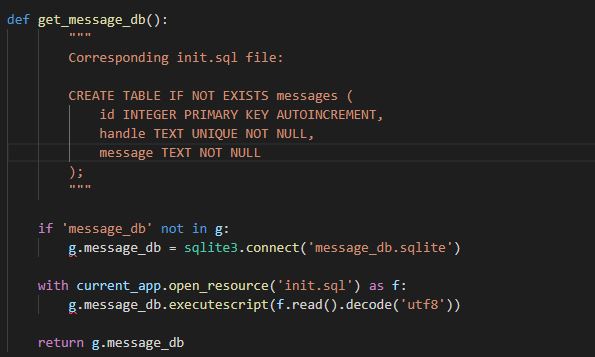 def get_message_db():
"""
Corresponding init.sql file:
CREATE TABLE IF NOT EXISTS messages (
id INTEGER PRIMARY KEY AUTOINCREMENT,
handle TEXT UNIQUE NOT NULL,
message TEXT NOT NULL
);
"""
if 'message_db' not in g:
g.message_db = sqlite3.connect('message_db.sqlite')
with current_app.open_resource('init.sql') as f:
g.message_db.executescript(f.read().decode('utf8'))
return g.message_db